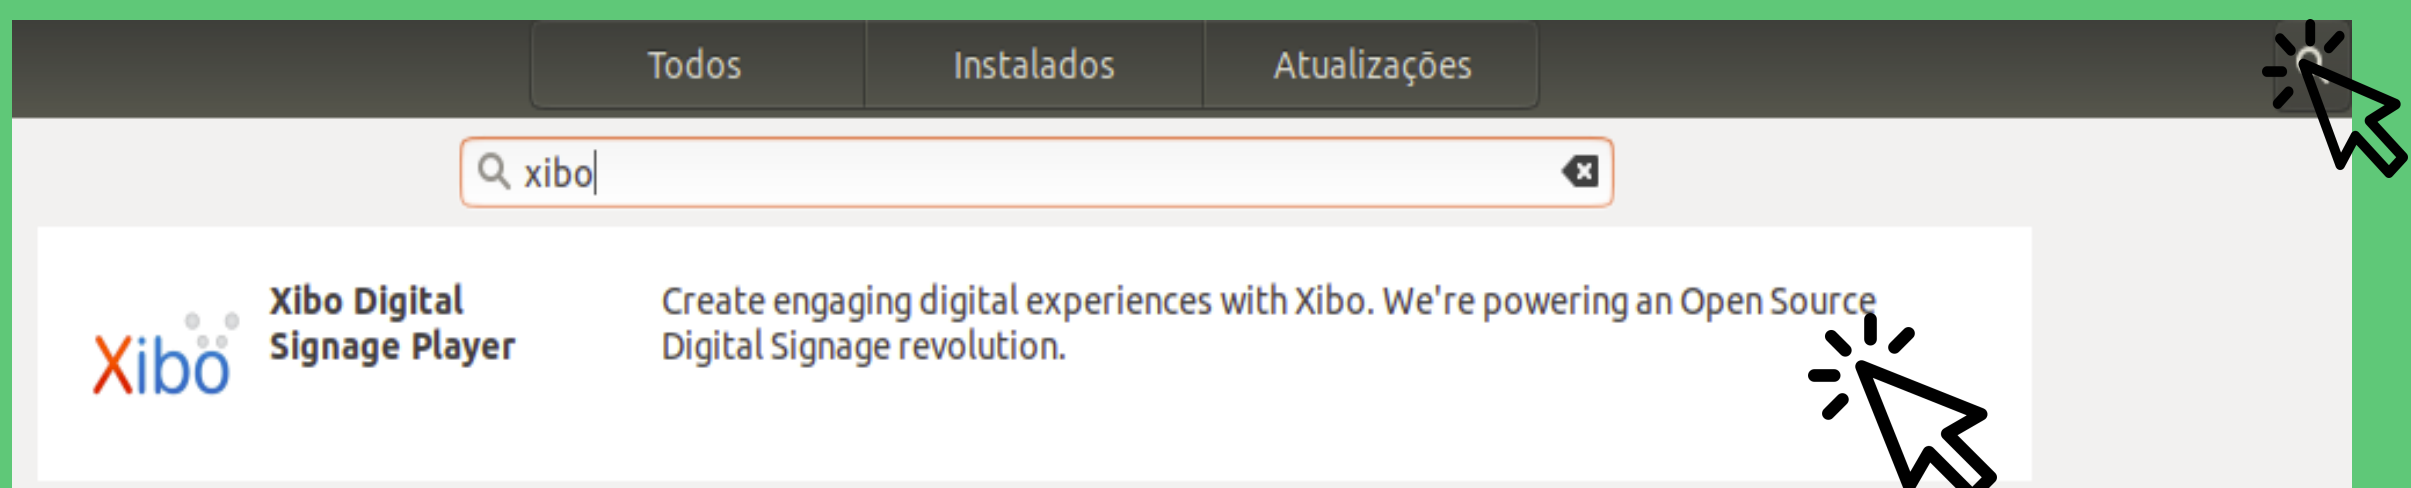 Todos Instalados Atualizações
xibo
Xibo Digital
Signage Player
Create engaging digital experiences with Xibo. We're powering an Open Source
Digital Signage revolution.
Xibo